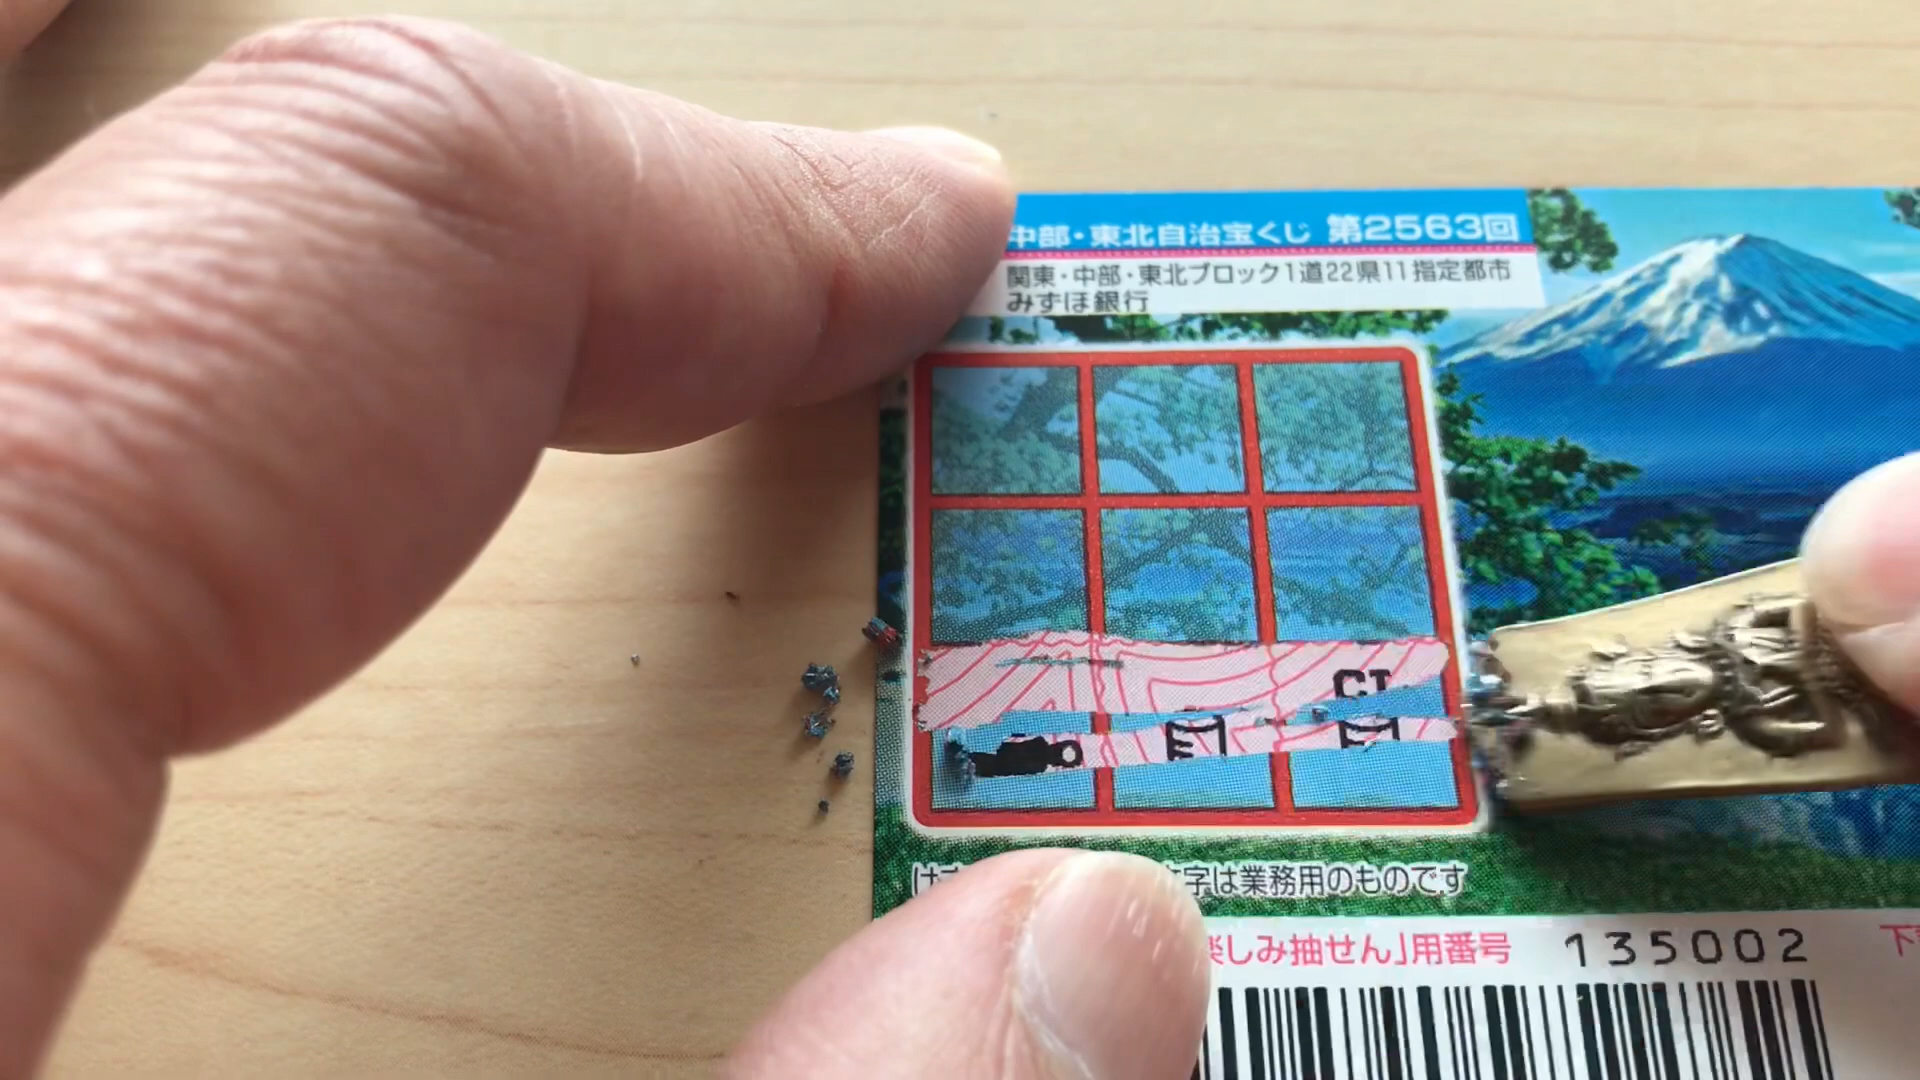 中部・東北自治宝くじ 第2563回
関東・中部・東北ブロック1道22県11指定都市
みずほ銀行
CT
字は業務用のものです
楽しみ抽せん」用番号 135002 下